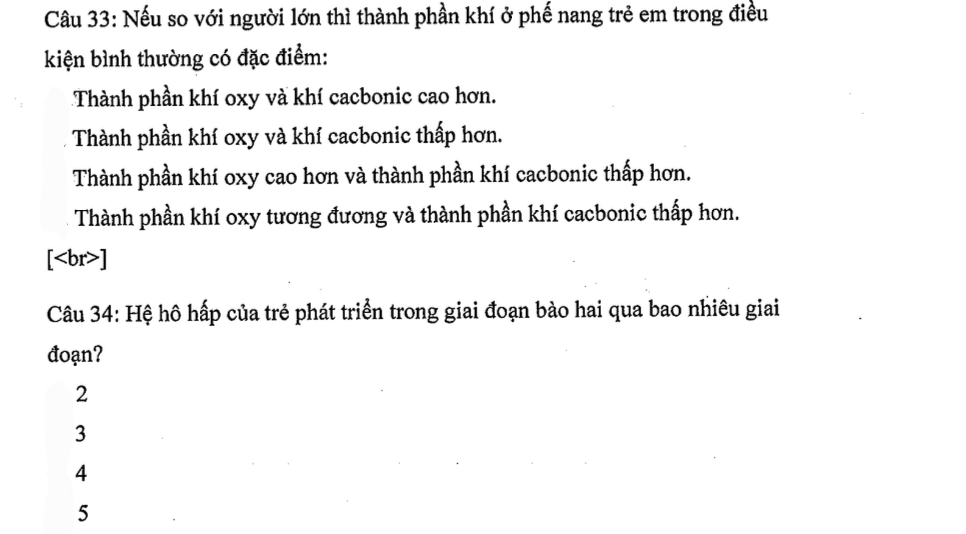 Câu 33: Nếu so với người lớn thì thành phần khí ở phế nang trẻ em trong điều
kiện bình thường có đặc điểm:
Thành phần khí oxy và khí cacbonic cao hơn.
Thành phần khí oxy và khí cacbonic thấp hơn.
Thành phần khí oxy cao hơn và thành phần khí cacbonic thấp hơn.
Thành phần khí oxy tương đương và thành phần khí cacbonic thấp hơn.
[<br>]
Câu 34: Hệ hô hấp của trẻ phát triển trong giai đoạn bào hai qua bao nhiêu giai
đoạn?
2
3
4
5